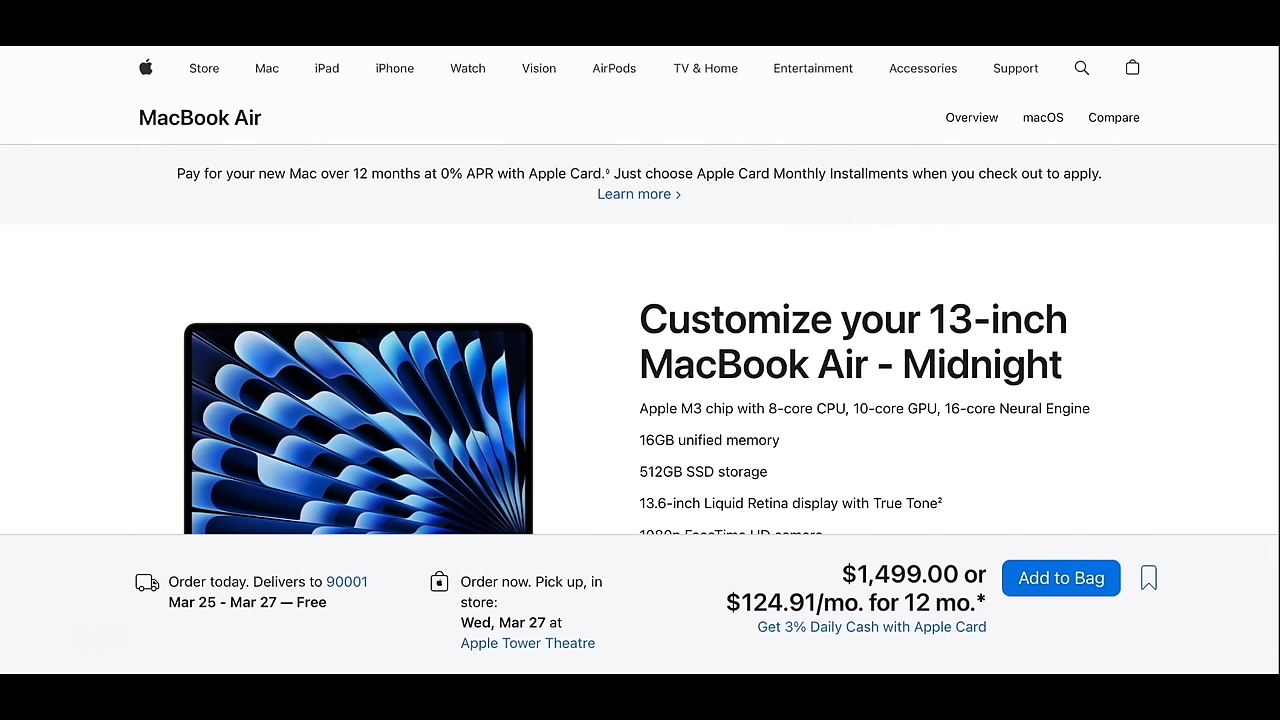 Store Mac iPad iPhone Watch Vision AirPods TV & Home Entertainment Accessories Support
MacBook Air
Overview macOS Compare
Pay for your new Mac over 12 months at 0% APR with Apple Card.◊ Just choose Apple Card Monthly Installments when you check out to apply.
Learn more >
Customize your 13-inch
MacBook Air - Midnight
Apple M3 chip with 8-core CPU, 10-core GPU, 16-core Neural Engine
16GB unified memory
512GB SSD storage
13.6-inch Liquid Retina display with True Tone²
1080p FaceTime HD camera
Order today. Delivers to 90001
Mar 25 - Mar 27 — Free
Order now. Pick up, in
store:
Wed, Mar 27 at
Apple Tower Theatre
$1,499.00 or
$124.91/mo. for 12 mo.*
Get 3% Daily Cash with Apple Card
Add to Bag